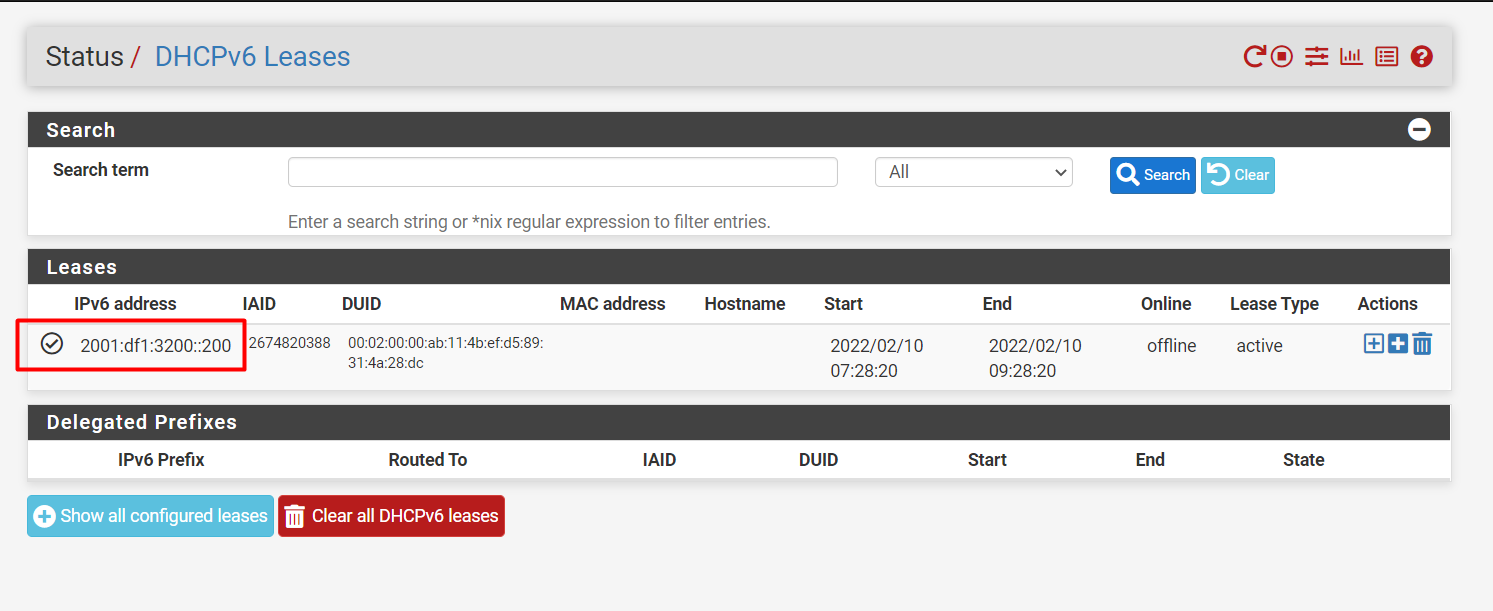 Status / DHCPv6 Leases
Search
Search term All Search Clear
Enter a search string or *nix regular expression to filter entries.
Leases
IPv6 address IAID DUID MAC address Hostname Start End Online Lease Type Actions
2001:df1:3200::200 2674820388 00:02:00:00:ab:11:4b:ef:d5:89: 2022/02/10 2022/02/10 offline active
31:4a:28:dc 07:28:20 09:28:20
Delegated Prefixes
IPv6 Prefix Routed To IAID DUID Start End State
Show all configured leases Clear all DHCPv6 leases